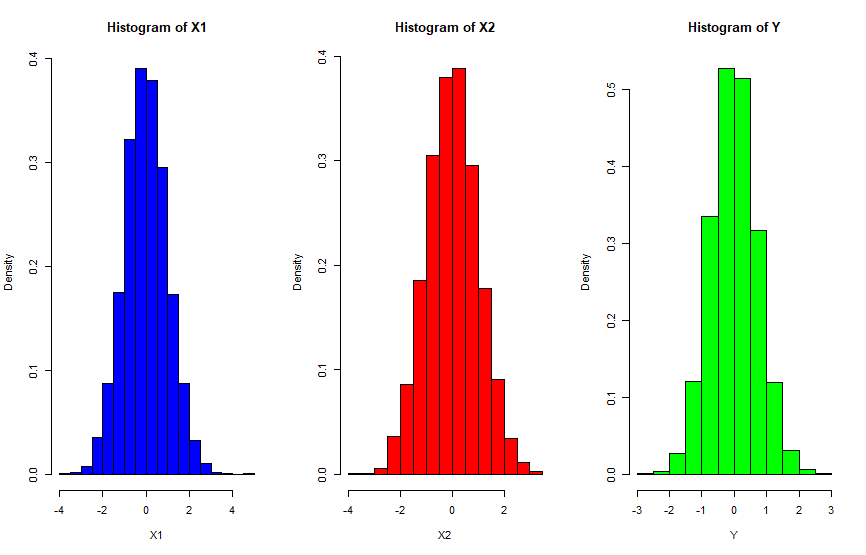 Histogram of X1
Density
0.0 0.1 0.2 0.3 0.4
-4 -2 0 2 4
X1
Histogram of X2
Density
0.0 0.1 0.2 0.3 0.4
-4 -2 0 2
X2
Histogram of Y
Density
0.0 0.1 0.2 0.3 0.4 0.5
-3 -2 -1 0 1 2 3
Y